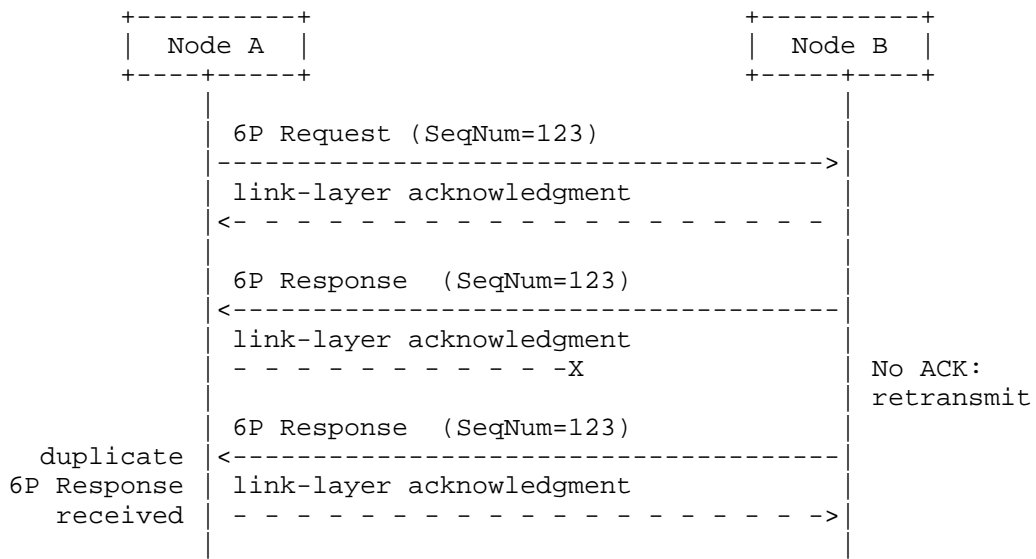 Node A Node B
6P Request (SeqNum=123)
link-layer acknowledgment
6P Response (SeqNum=123)
link-layer acknowledgment
X No ACK:
retransmit
6P Response (SeqNum=123)
duplicate
6P Response link-layer acknowledgment
received